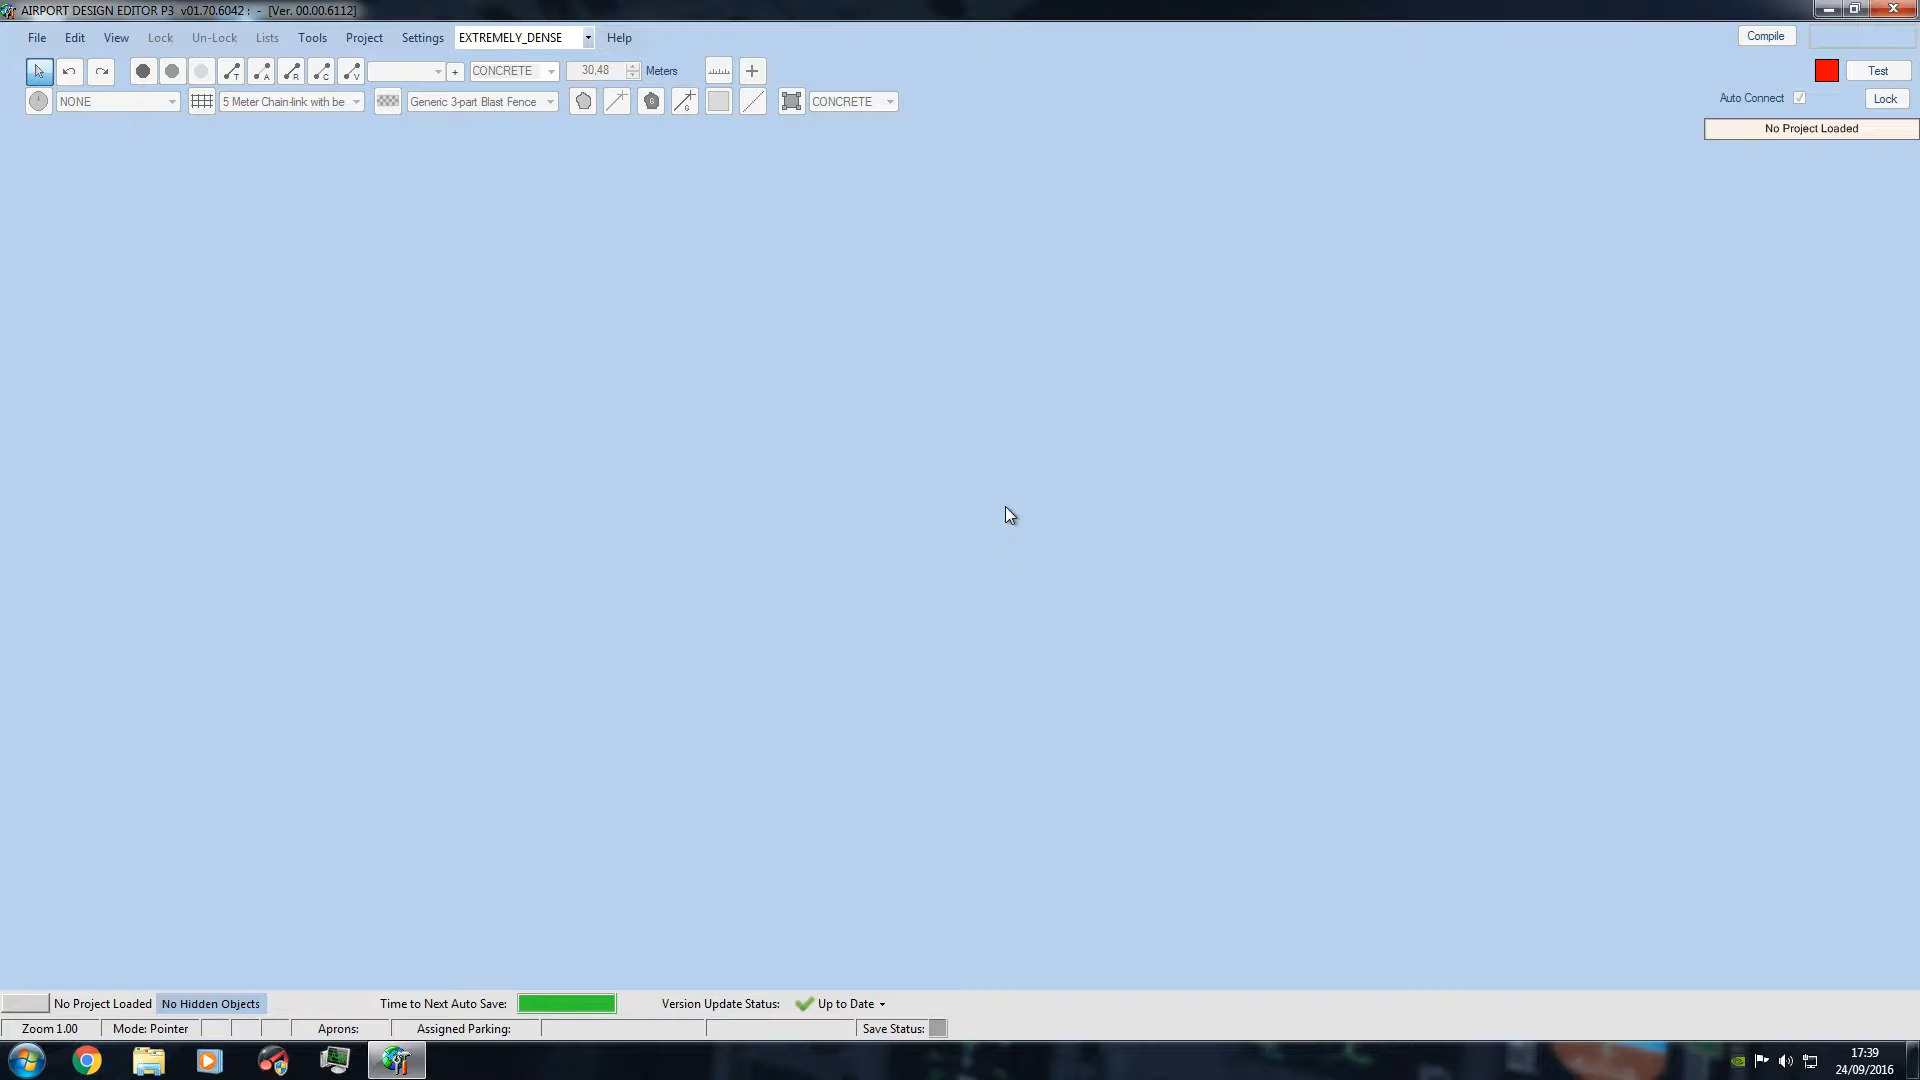 AIRPORT DESIGN EDITOR P3 v01.70.6042 : - [Ver. 00.00.6112]
File Edit View Lock Un-Lock Lists Tools Project Settings EXTREMELY_DENSE Help Compile
T A R C V + CONCRETE 30,48 Meters Test
NONE 5 Meter Chain-link with be Generic 3-part Blast Fence G G CONCRETE Auto Connect Lock
No Project Loaded
No Project Loaded No Hidden Objects Time to Next Auto Save: Version Update Status: Up to Date
Zoom 1.00 Mode: Pointer Aprons: Assigned Parking: Save Status:
17:39
24/09/2016